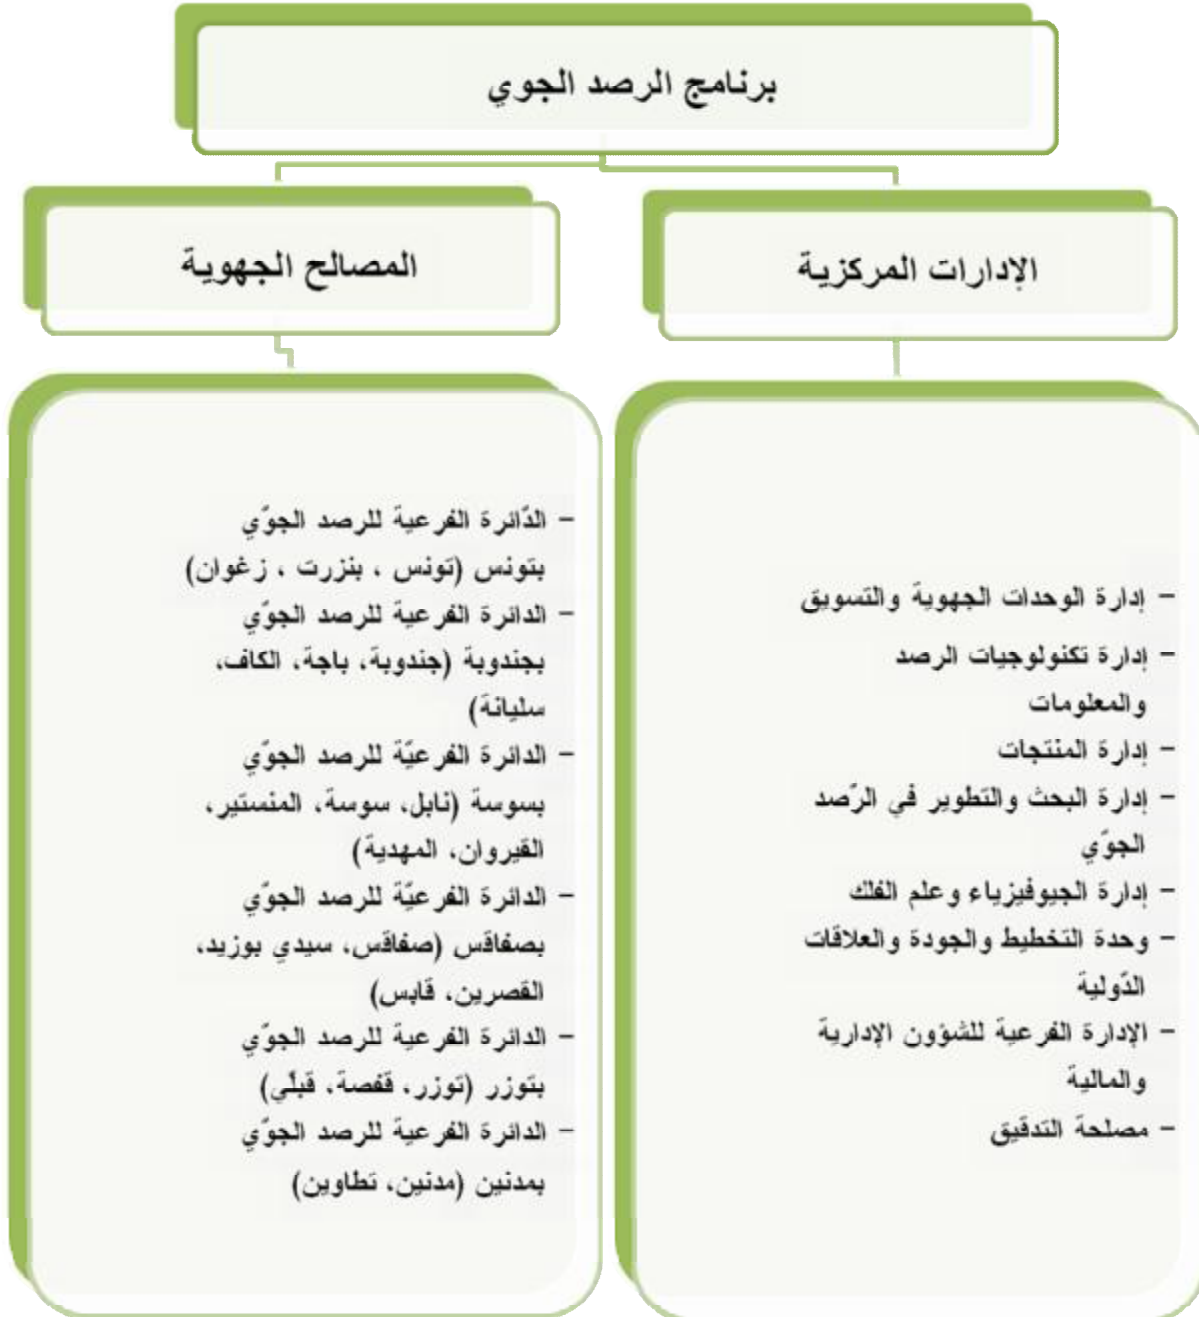 برنامج الرصد الجوي
الإدارات المركزية
- إدارة الوحدات الجهوية والتسويق
- إدارة تكنولوجيات الرصد
والمعلومات
- إدارة المنتجات
- إدارة البحث والتطوير في الرّصد
الجوّي
- إدارة الجيوفيزياء وعلم الفلك
- وحدة التخطيط والجودة والعلاقات
الدّولية
- الإدارة الفرعية للشؤون الإدارية
والمالية
- مصلحة التدقيق
المصالح الجهوية
- الدّائرة الفرعية للرصد الجوّي
بتونس (تونس ، بنزرت ، زغوان)
- الدائرة الفرعية للرصد الجوّي
بجندوبة (جندوبة، باجة، الكاف،
سليانة)
- الدائرة الفرعيّة للرصد الجوّي
بسوسة (نابل، سوسة، المنستير،
القيروان، المهدية)
- الدائرة الفرعيّة للرصد الجوّي
بصفاقس (صفاقس، سيدي بوزيد،
القصرين، قابس)
- الدائرة الفرعية للرصد الجوّي
بتوزر (توزر، قفصة، قبلّي)
- الدائرة الفرعية للرصد الجوّي
بمدنين (مدنين، تطاوين)